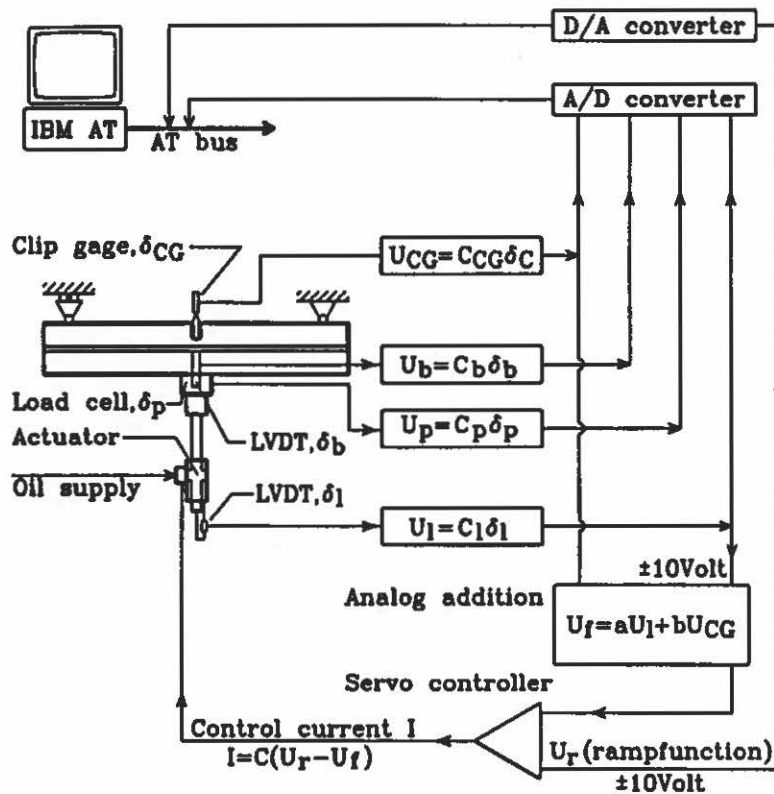 D/A converter
A/D converter
IBM AT
AT bus
Clip gage,δCG
UCG=CCGδC
Ub=Cbδb
Load cell,δp
Up=Cpδp
Actuator
LVDT,δb
Oil supply
LVDT,δl
Ul=Clδl
±10Volt
Analog addition
Uf=aUl+bUCG
Servo controller
Control current I
I=C(Ur−Uf)
Ur(rampfunction)
±10Volt